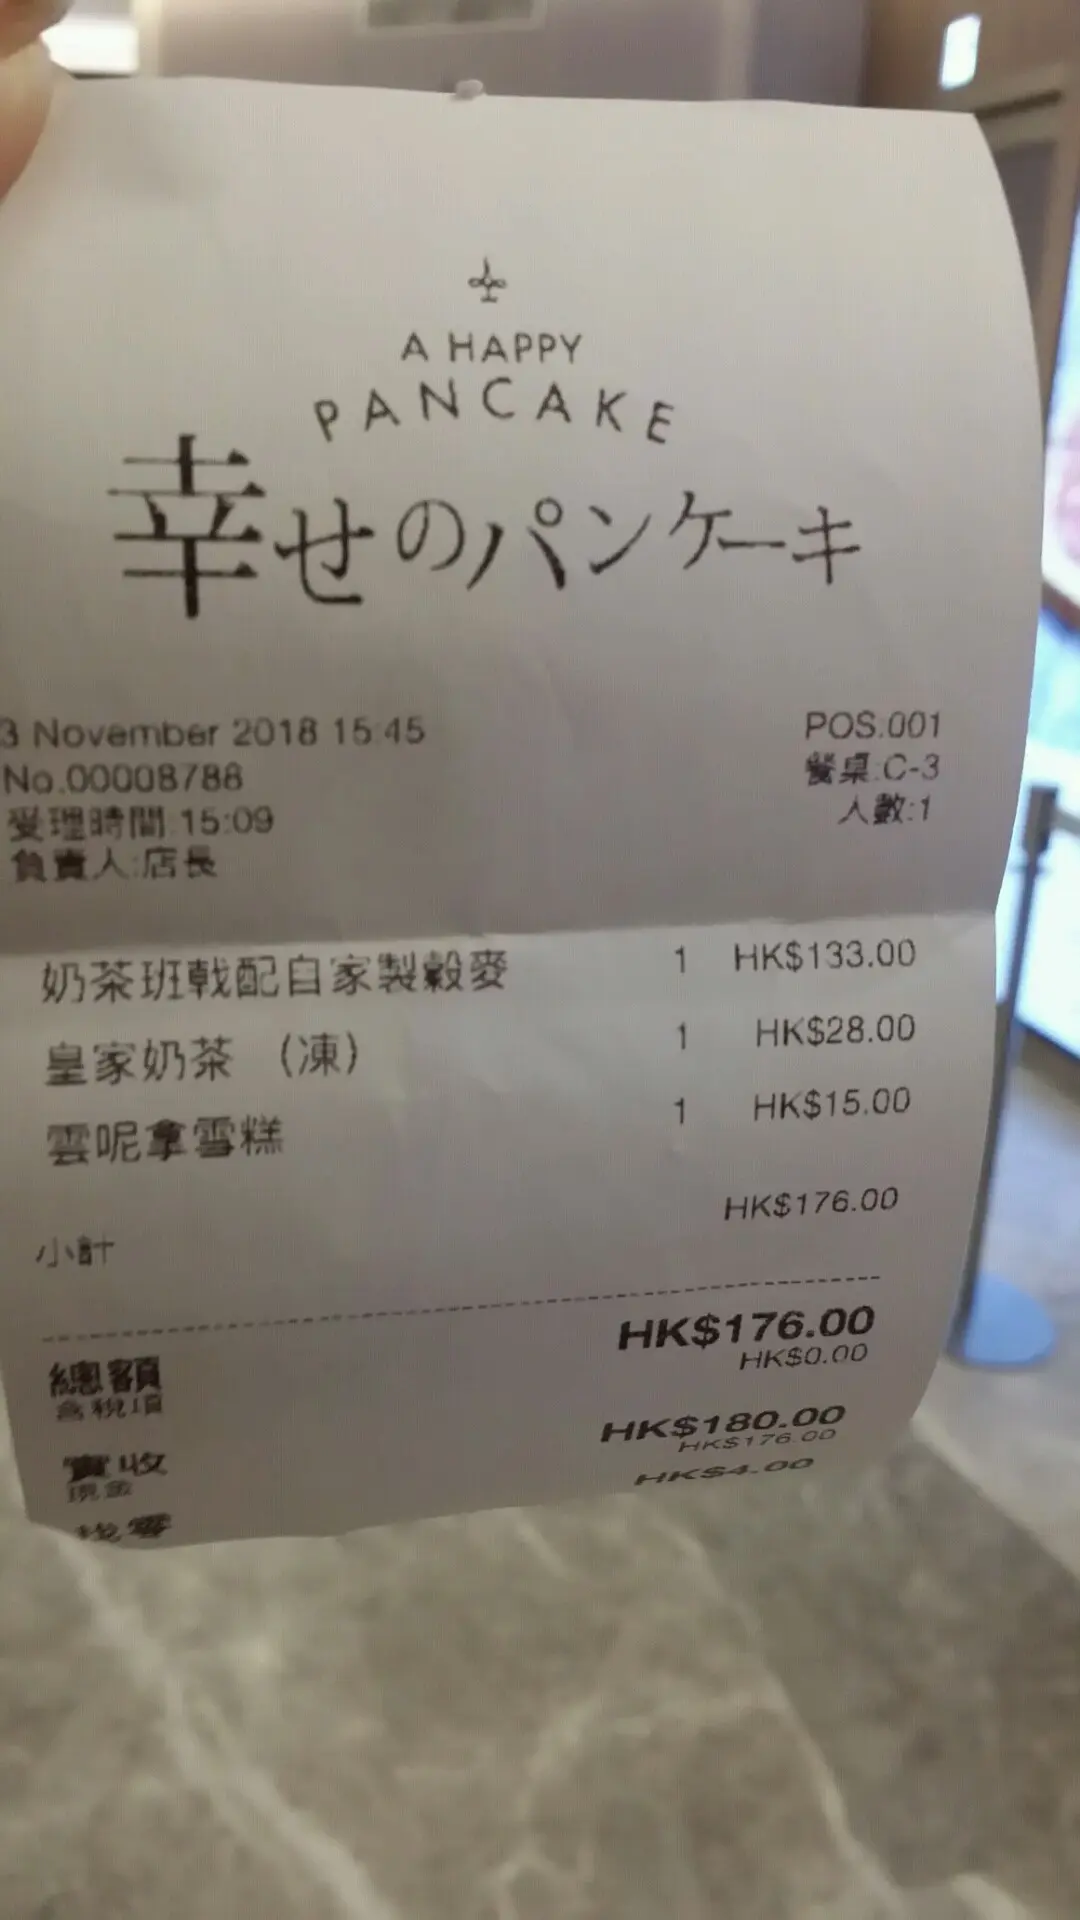 A HAPPY
PANCAKE
幸せのパンケーキ
3 November 2018 15:45
POS.001
No.00008788
餐桌:C-3
受理時間:15:09
人數:1
負責人:店長
奶茶班戟配自家製穀麥 1 HK$133.00
皇家奶茶 (凍) 1 HK$28.00
雲呢拿雪糕 1 HK$15.00
小計 HK$176.00
總額 HK$176.00
含稅項 HK$0.00
實收 HK$180.00
現金 HK$176.00
找零 HK$4.00